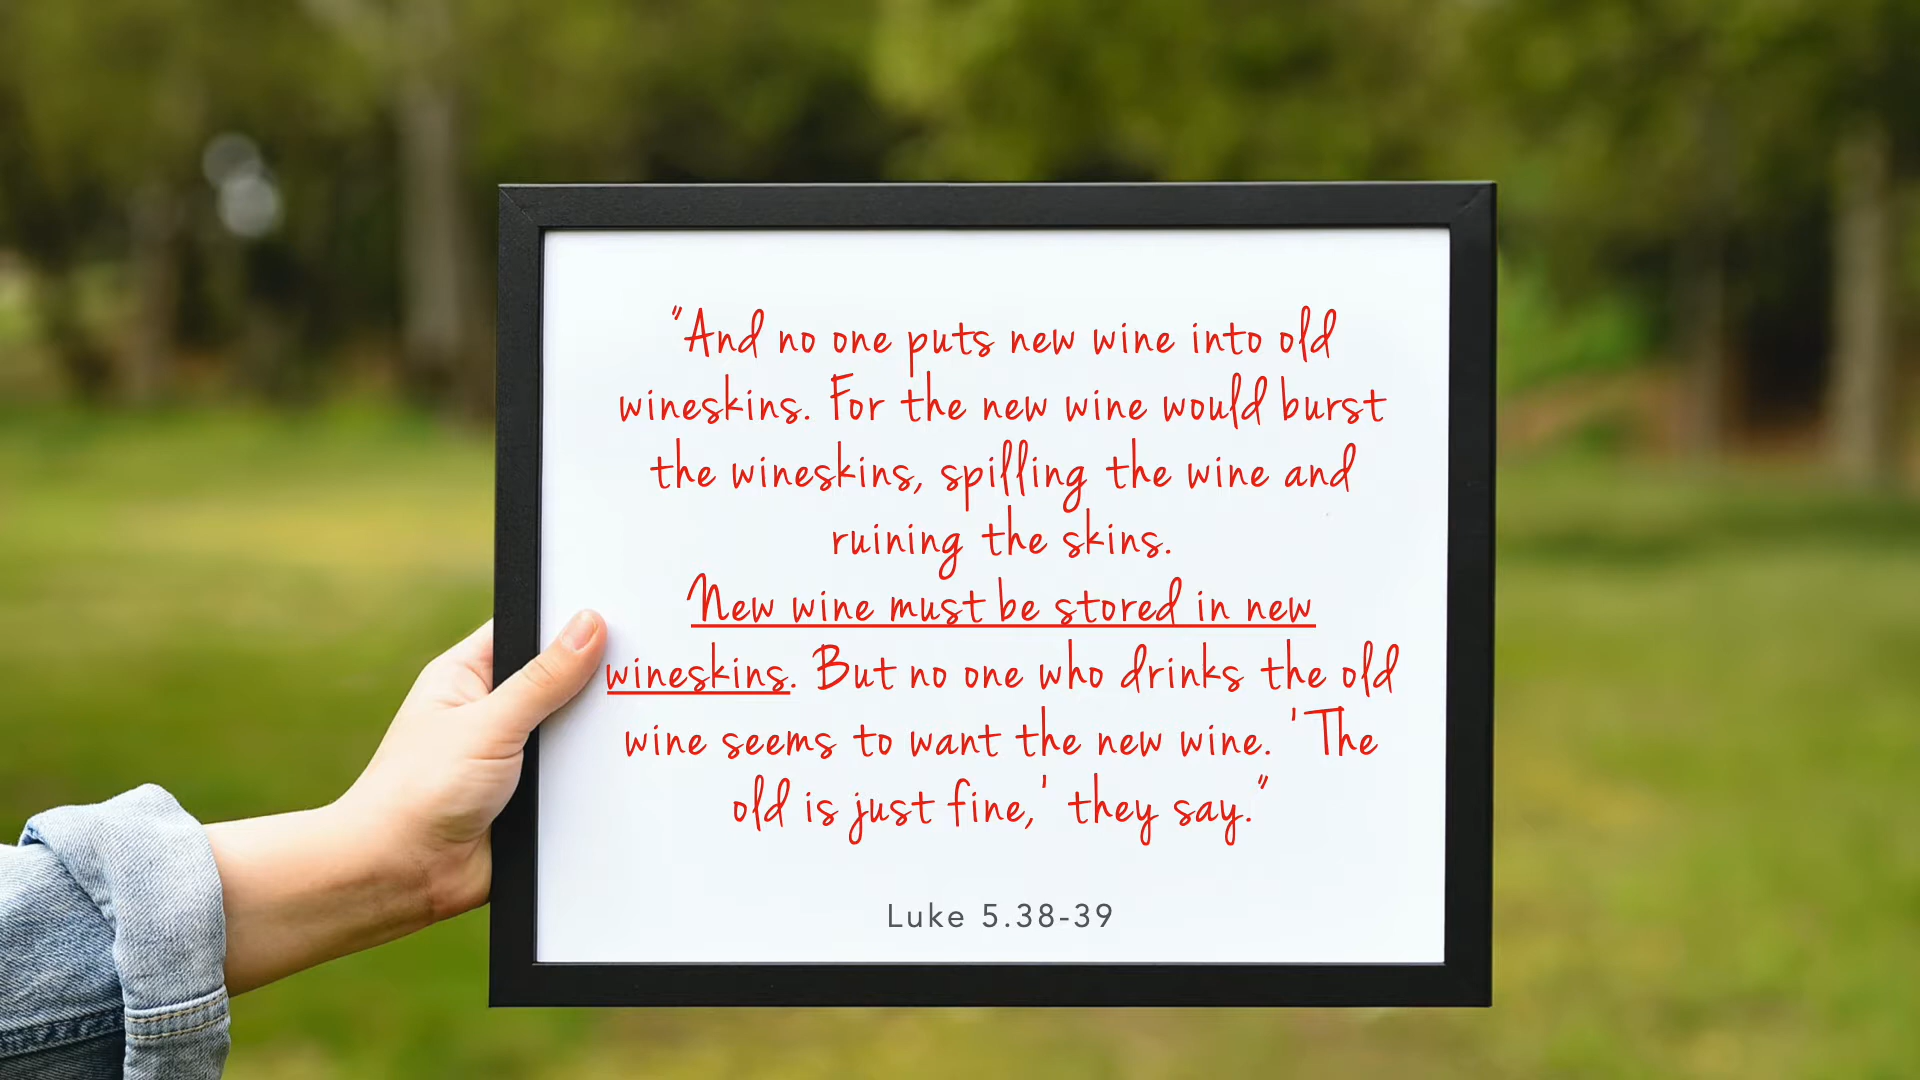 "And no one puts new wine into old
wineskins. For the new wine would burst
the wineskins, spilling the wine and
ruining the skins.
New wine must be stored in new
wineskins. But no one who drinks the old
wine seems to want the new wine. 'The
old is just fine,' they say."
Luke 5.38-39